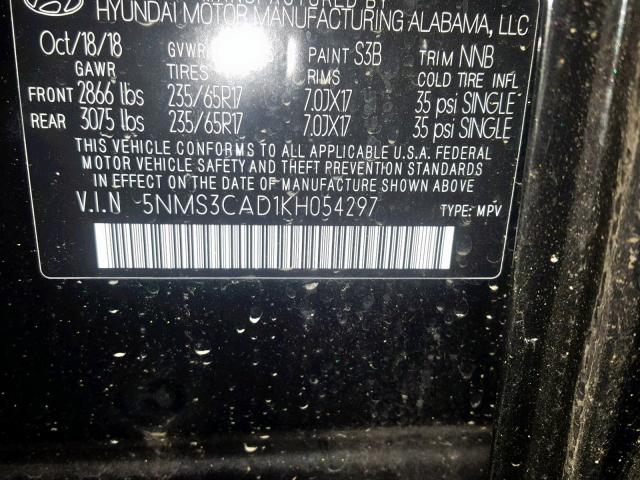 MANUFACTURED BY
HYUNDAI MOTOR MANUFACTURING ALABAMA, LLC
Oct/18/18 GVWR PAINT S3B TRIM NNB
GAWR TIRES RIMS COLD TIRE INFL
FRONT 2866 lbs 235/65R17 7.0JX17 35 psi SINGLE
REAR 3075 lbs 235/65R17 7.0JX17 35 psi SINGLE
THIS VEHICLE CONFORMS TO ALL APPLICABLE U.S.A. FEDERAL
MOTOR VEHICLE SAFETY AND THEFT PREVENTION STANDARDS
IN EFFECT ON THE DATE OF MANUFACTURE SHOWN ABOVE
V.I.N 5NMS3CAD1KH054297 TYPE: MPV